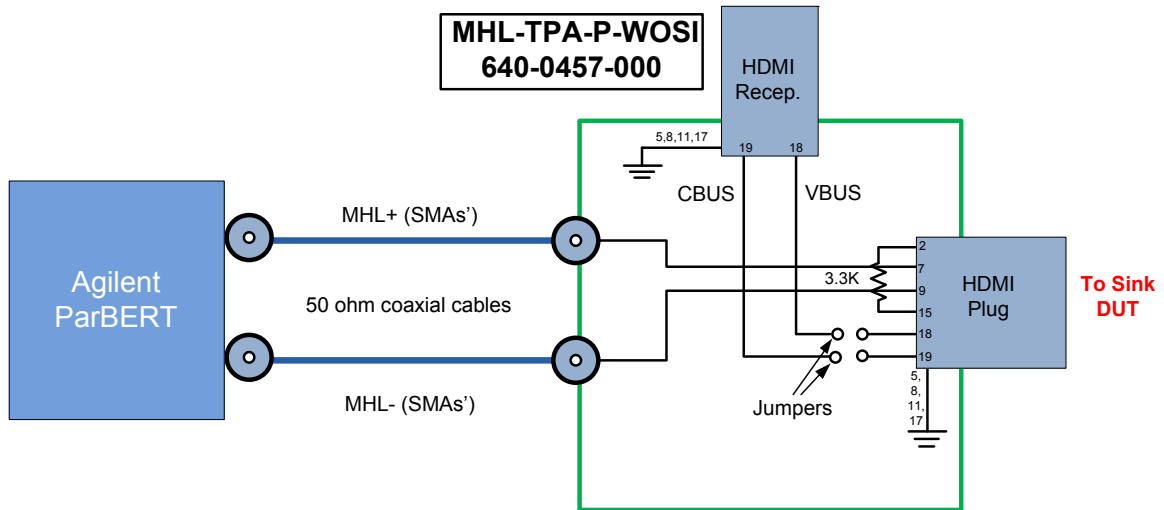 MHL-TPA-P-WOSI
640-0457-000
HDMI
Recep.
5,8,11,17
19
18
CBUS
VBUS
MHL+ (SMAs’)
Agilent
ParBERT
50 ohm coaxial cables
MHL- (SMAs’)
3.3K
2
7
9
15
18
19
HDMI
Plug
To Sink
DUT
Jumpers
5,
8,
11,
17